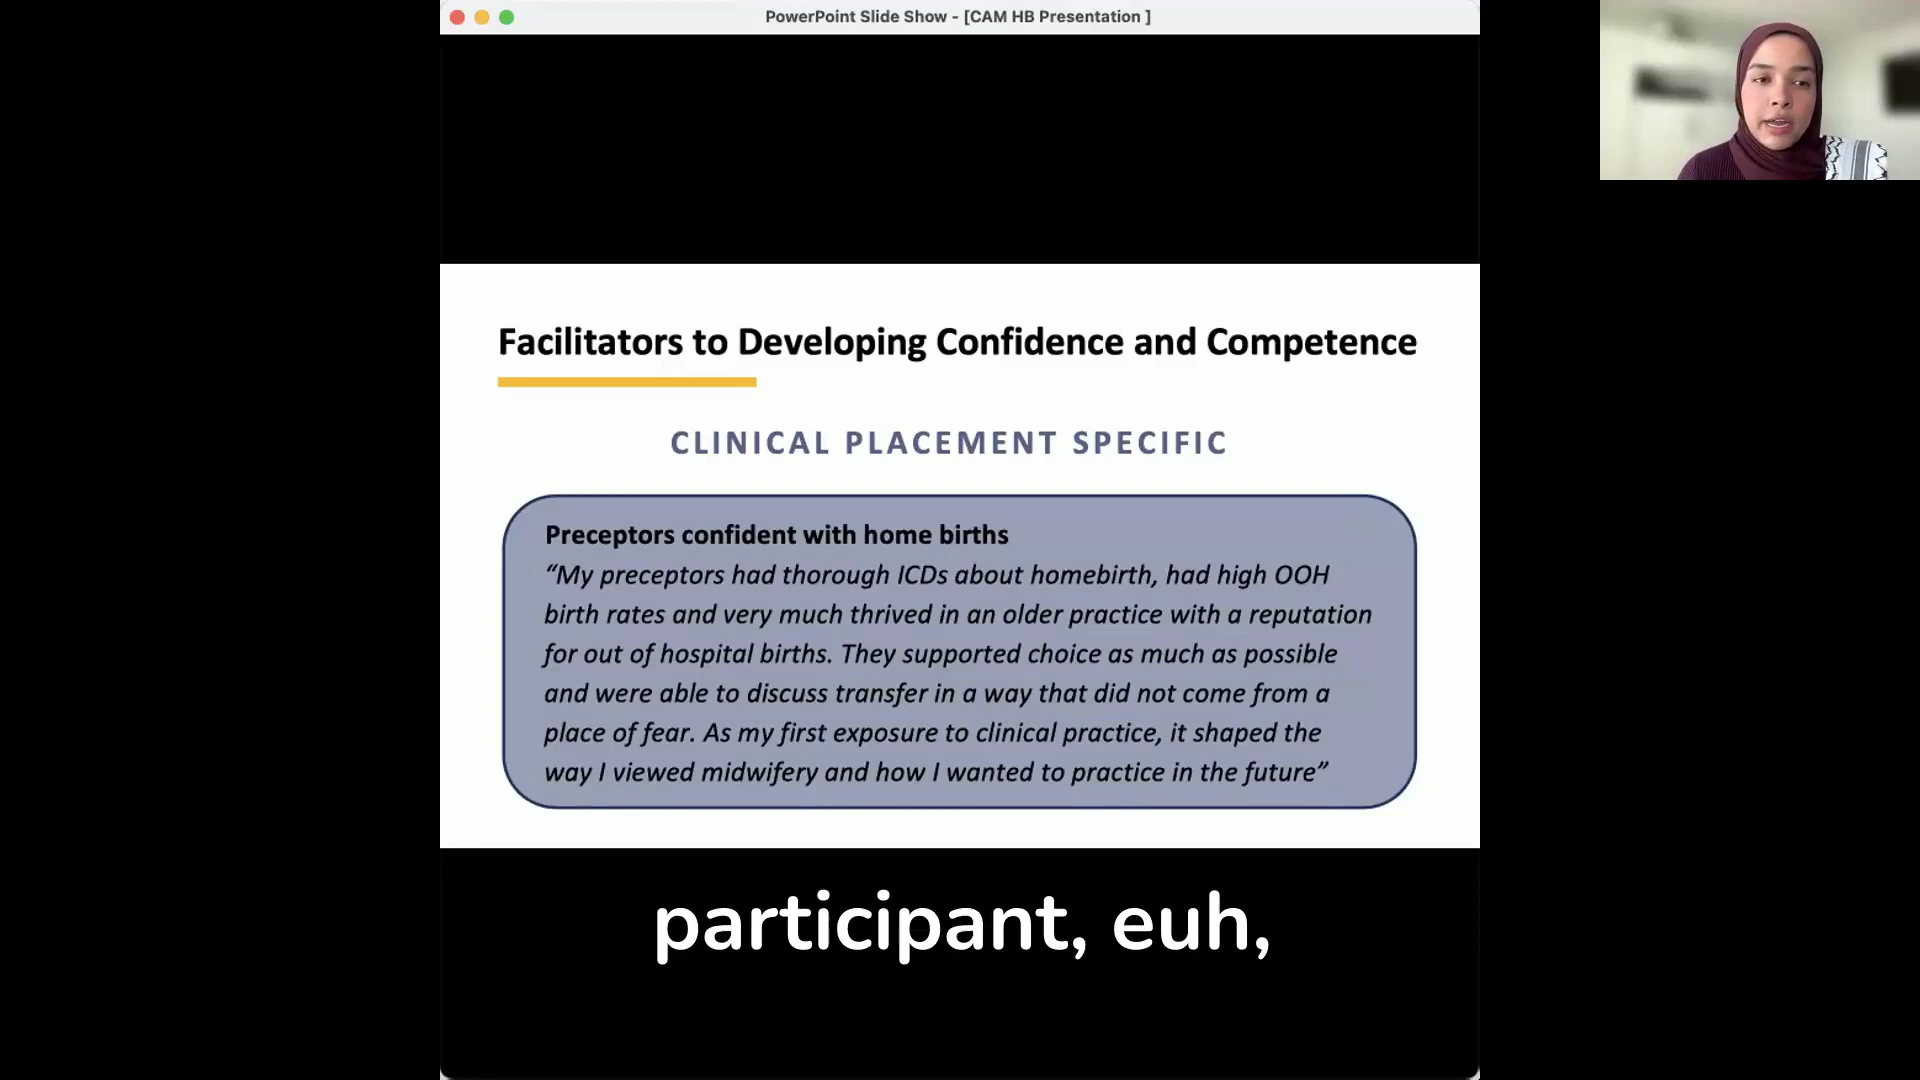 PowerPoint Slide Show - [CAM HB Presentation ]
Facilitators to Developing Confidence and Competence
CLINICAL PLACEMENT SPECIFIC
Preceptors confident with home births
“My preceptors had thorough ICDs about homebirth, had high OOH
birth rates and very much thrived in an older practice with a reputation
for out of hospital births. They supported choice as much as possible
and were able to discuss transfer in a way that did not come from a
place of fear. As my first exposure to clinical practice, it shaped the
way I viewed midwifery and how I wanted to practice in the future”
participant, euh,